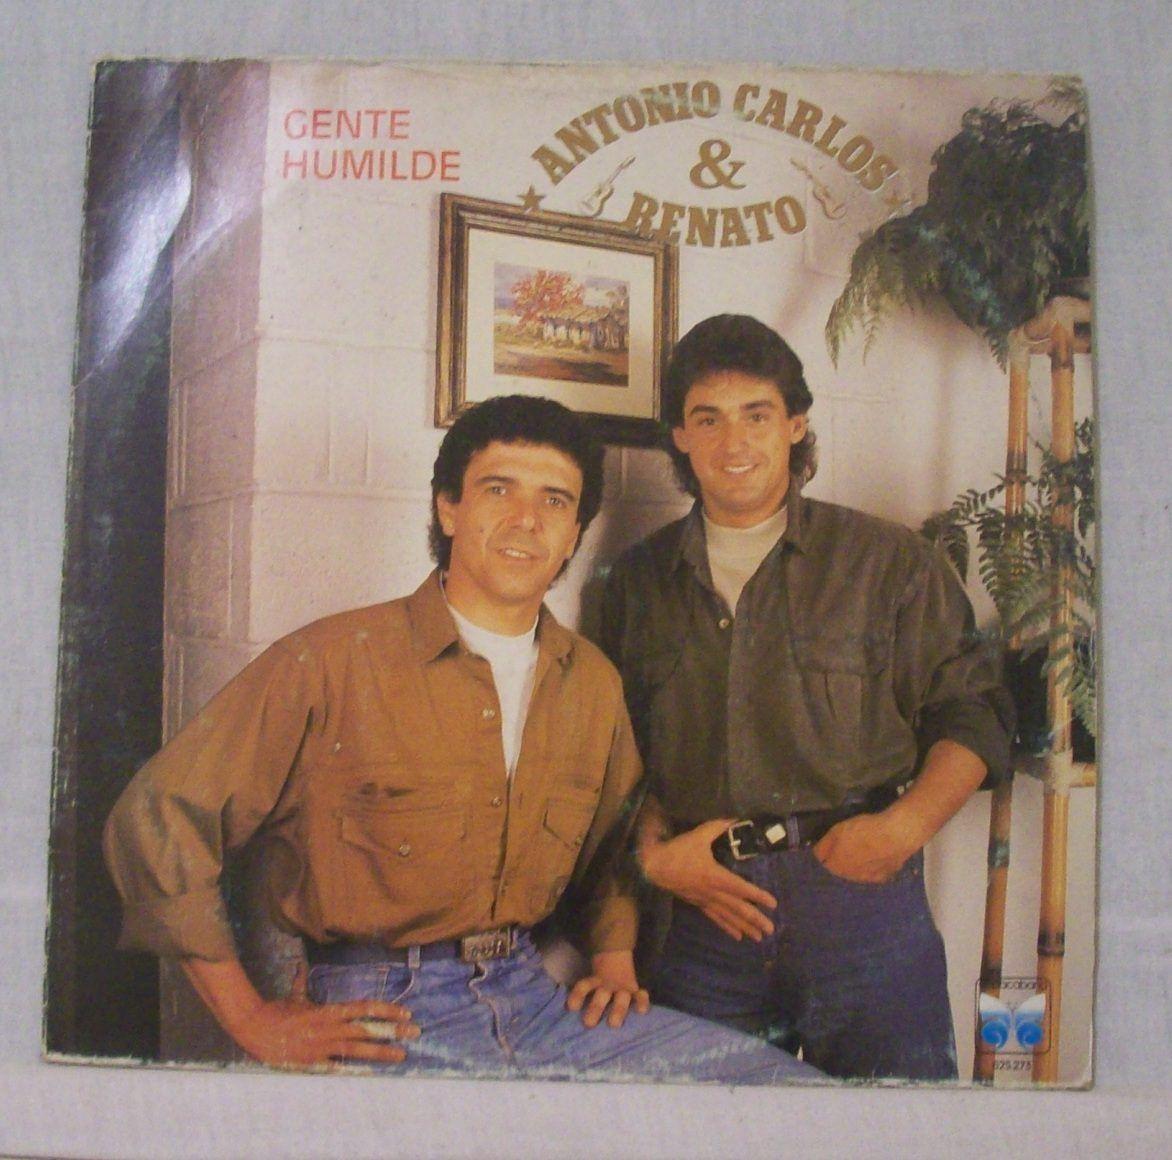 GENTE
HUMILDE
ANTONIO CARLOS
&
RENATO